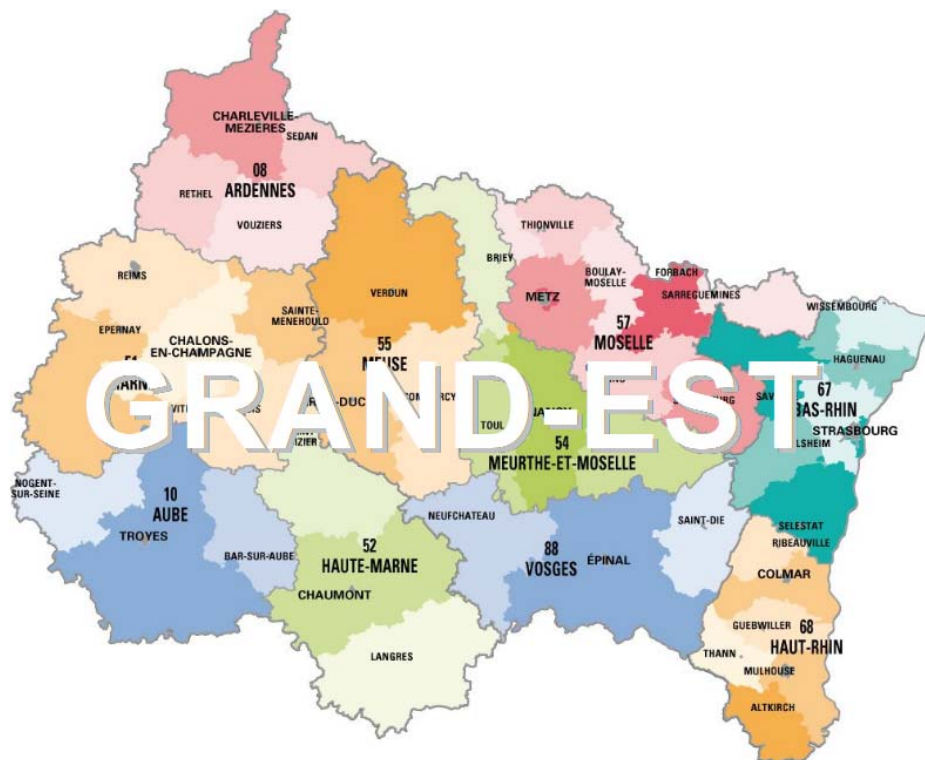 CHARLEVILLE-
MEZIÈRES
SEDAN
08
ARDENNES
RETHEL
VOUZIERS
REIMS
EPERNAY
SAINTE-
MENEHOULD
CHALONS-
EN-CHAMPAGNE
VERDUN
55
MEUSE
BRIEY
THIONVILLE
METZ
BOULAY-
MOSELLE
FORBACH
SARREGUEMINES
57
MOSELLE
WISSEMBOURG
HAGUENAU
67
BAS-RHIN
STRASBOURG
GRAND-EST
TOUL
54
MEURTHE-ET-MOSELLE
NOGENT-
SUR-SEINE
10
AUBE
TROYES
BAR-SUR-AUBE
52
HAUTE-MARNE
CHAUMONT
LANGRES
NEUFCHATEAU
88
VOSGES
ÉPINAL
SAINT-DIE
SELESTAT
RIBEAUVILLE
COLMAR
GUEBWILLER
68
HAUT-RHIN
THANN
MULHOUSE
ALTKIRCH